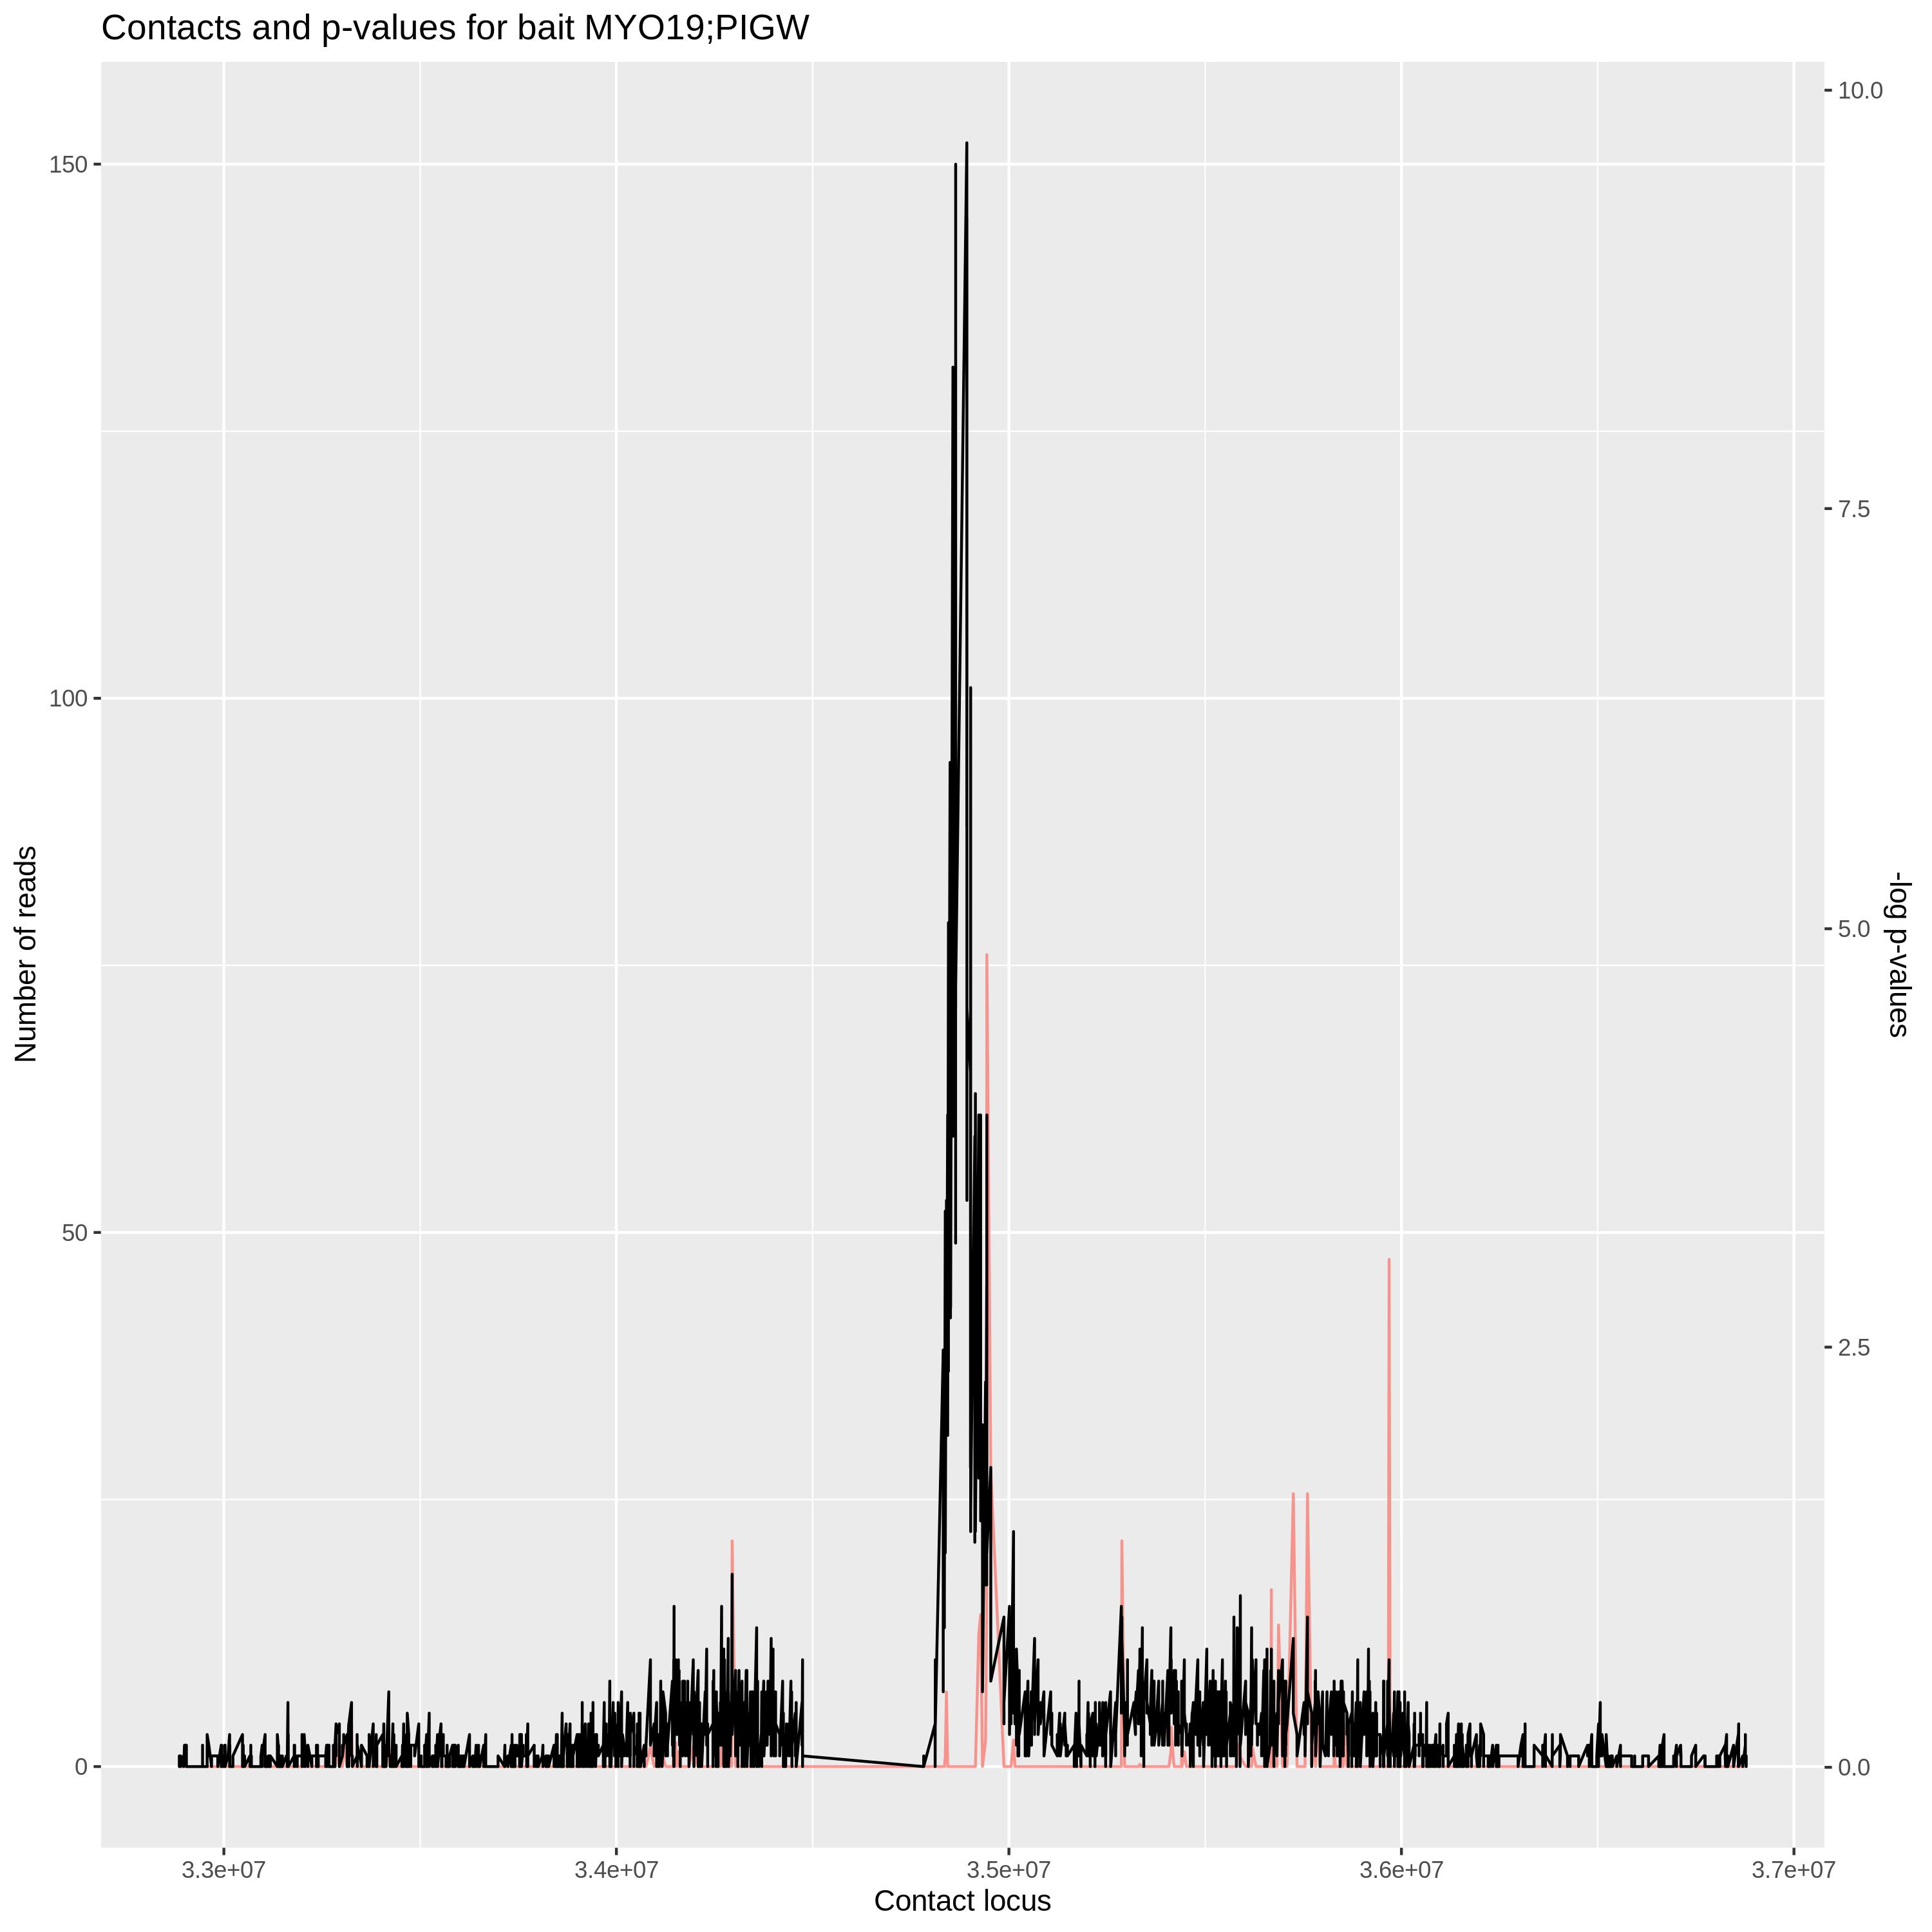 Contacts and p-values for bait MYO19;PIGW
Number of reads
150
100
50
0
10.0
7.5
5.0
2.5
0.0
-log p-values
3.3e+07 3.4e+07 3.5e+07 3.6e+07 3.7e+07
Contact locus